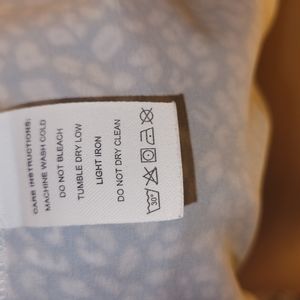 CARE INSTRUCTIONS:
MACHINE WASH COLD
DO NOT BLEACH
TUMBLE DRY LOW
LIGHT IRON
DO NOT DRY CLEAN
30°